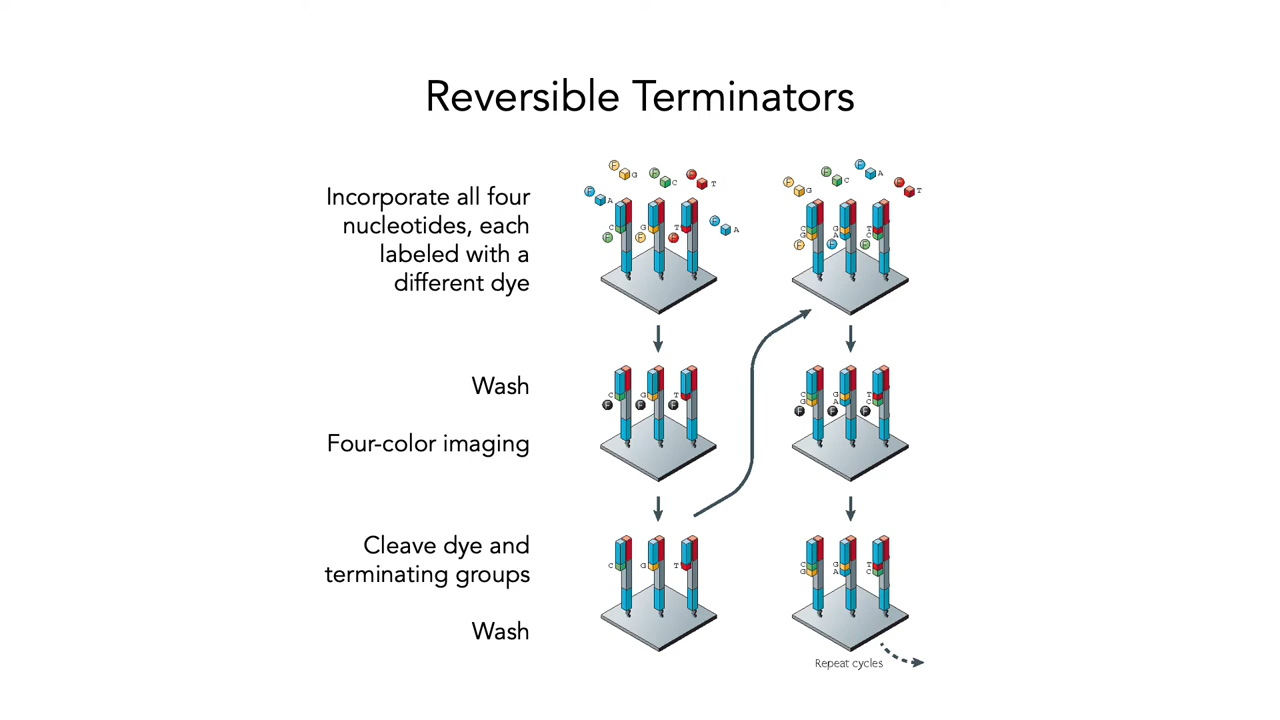 Reversible Terminators
Incorporate all four
nucleotides, each
labeled with a
different dye
F G F C F T
F A F A
C G T
F F F
F G F C F A F T
C G T
G A C
F F F
Wash
Four-color imaging
C G T
F F F
C G T
G A C
F F F
Cleave dye and
terminating groups
Wash
C G T
C G T
G A C
Repeat cycles